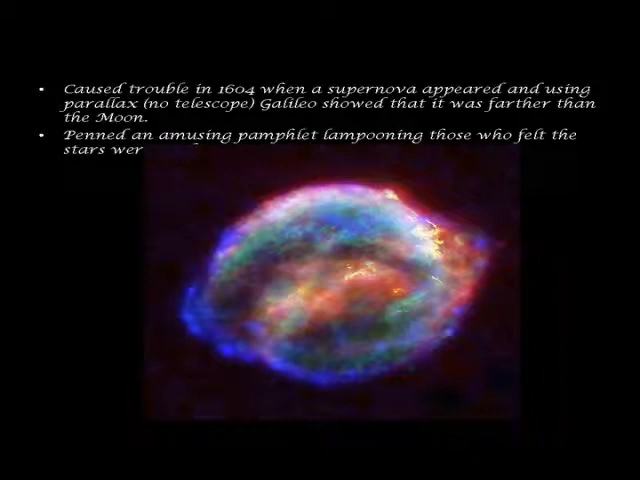 • Caused trouble in 1604 when a supernova appeared and using
parallax (no telescope) Galileo showed that it was farther than
the Moon.
• Penned an amusing pamphlet lampooning those who felt the
stars wer